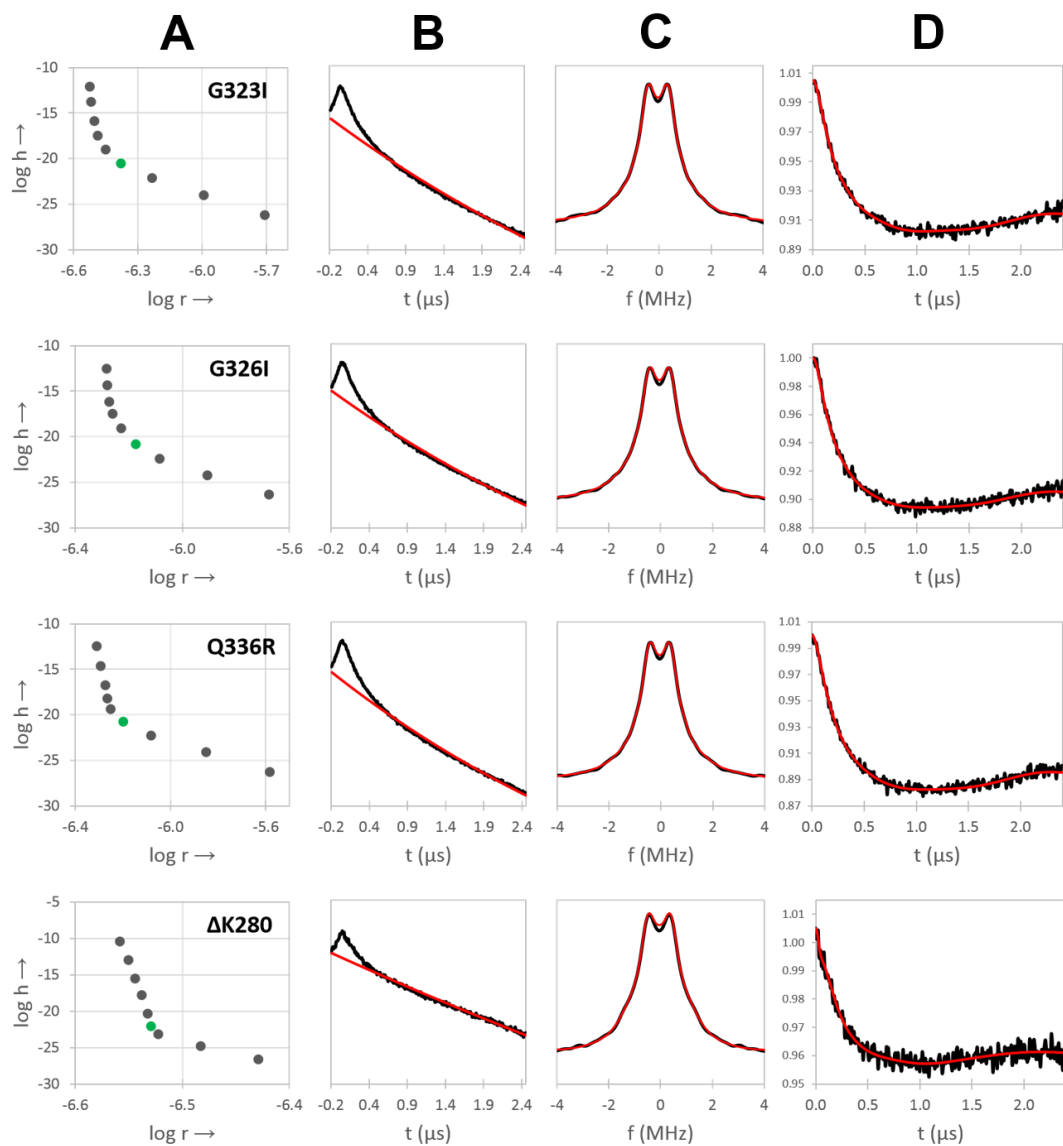 A B C D
-10
-15
-20
-25
-30
log h →
-6.6 -6.3 -6.0 -5.7
log r →
G323I
-0.2 0.4 0.9 1.4 1.9 2.4
t (µs)
-4 -2 0 2 4
f (MHz)
1.01
0.99
0.97
0.95
0.93
0.91
0.89
0.0 0.5 1.0 1.5 2.0
t (µs)
-10
-15
-20
-25
-30
log h →
-6.4 -6.0 -5.6
log r →
G326I
-0.2 0.4 0.9 1.4 1.9 2.4
t (µs)
-4 -2 0 2 4
f (MHz)
1.00
0.98
0.96
0.94
0.92
0.90
0.88
0.0 0.5 1.0 1.5 2.0
t (µs)
-10
-15
-20
-25
-30
log h →
-6.4 -6.0 -5.6
log r →
Q336R
-0.2 0.4 0.9 1.4 1.9 2.4
t (µs)
-4 -2 0 2 4
f (MHz)
1.01
0.99
0.97
0.95
0.93
0.91
0.89
0.87
0.0 0.5 1.0 1.5 2.0
t (µs)
-5
-10
-15
-20
-25
-30
log h →
-6.6 -6.5 -6.4
log r →
ΔK280
-0.2 0.4 0.9 1.4 1.9 2.4
t (µs)
-4 -2 0 2 4
f (MHz)
1.01
1.00
0.99
0.97
0.96
0.95
0.0 0.5 1.0 1.5 2.0
t (µs)